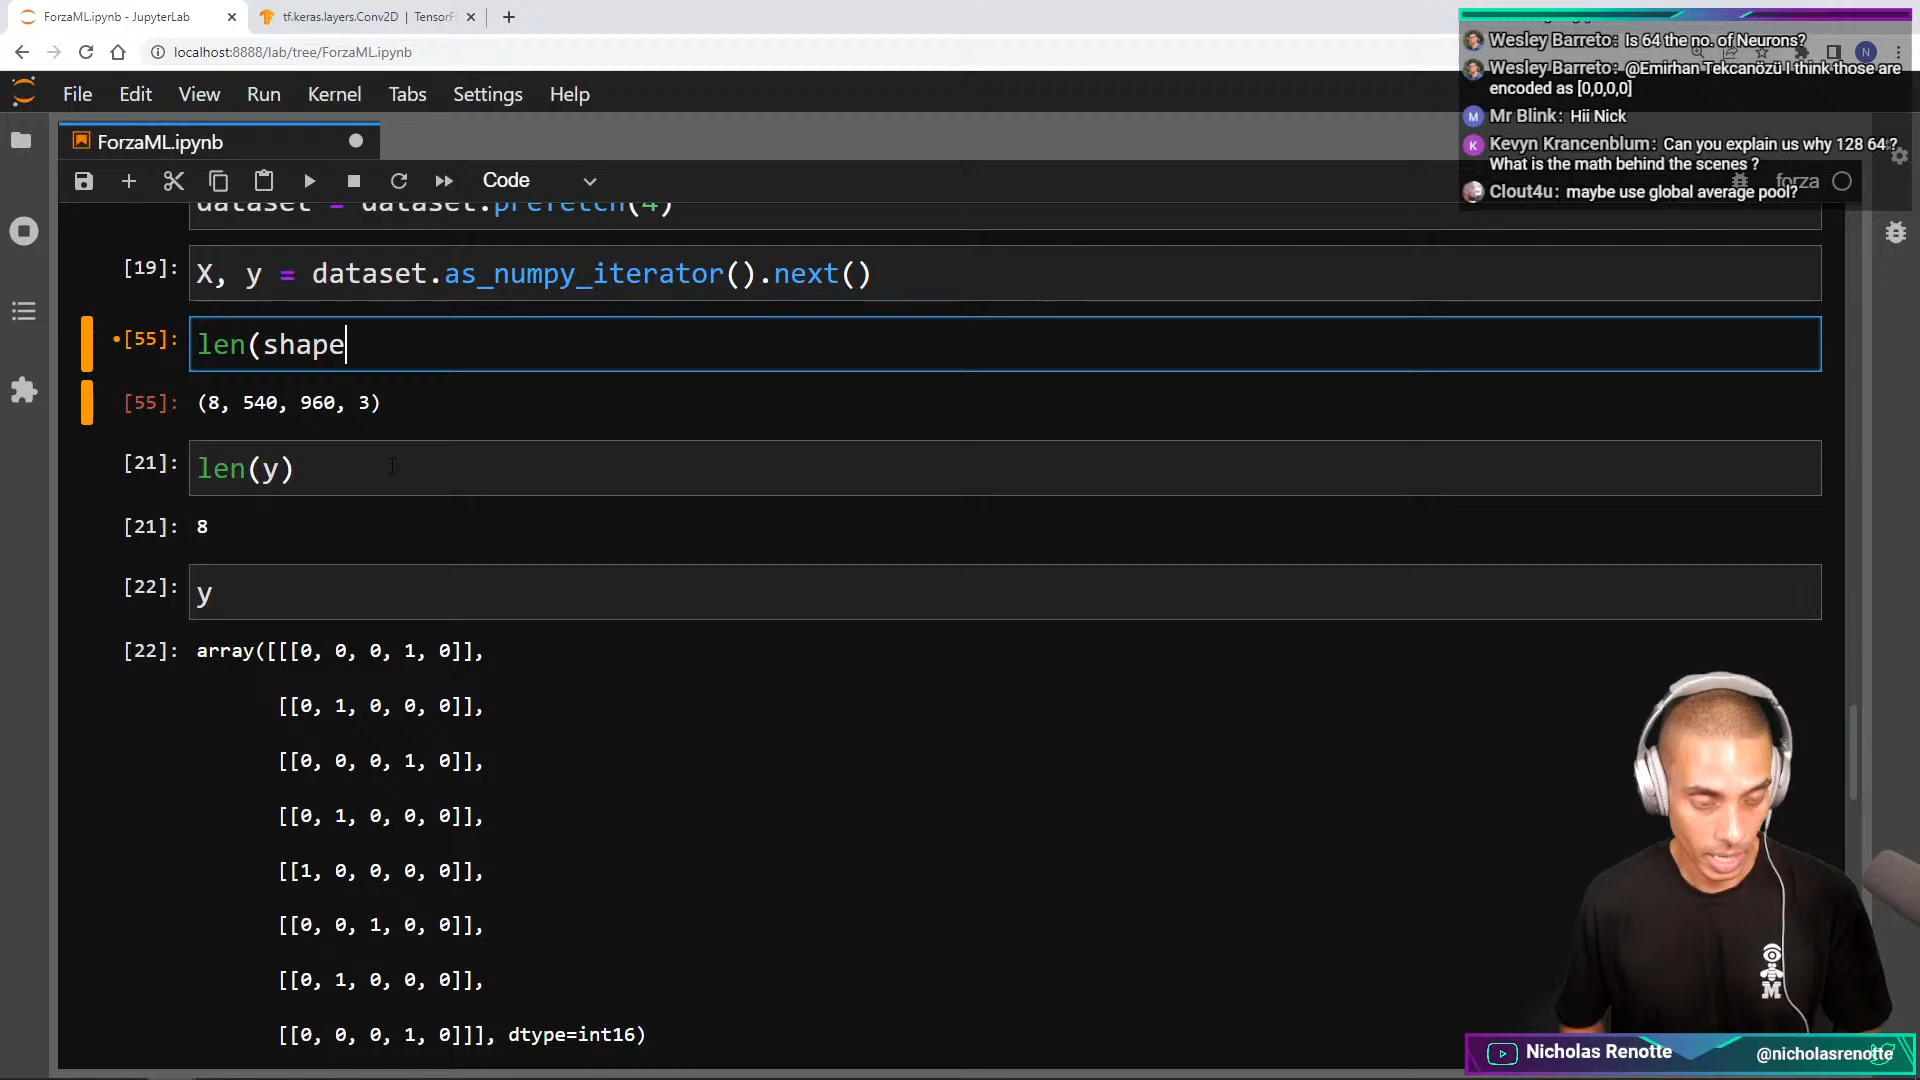 ForzaML.ipynb - JupyterLab
tf.keras.layers.Conv2D | TensorF
localhost:8888/lab/tree/ForzaML.ipynb
N
File Edit View Run Kernel Tabs Settings Help
ForzaML.ipynb
Code
forza
dataset = dataset.prefetch(4)
[19]: X, y = dataset.as_numpy_iterator().next()
[55]: len(shape
[55]: (8, 540, 960, 3)
[21]: len(y)
[21]: 8
[22]: y
[22]: array([[[0, 0, 0, 1, 0]],
[[0, 1, 0, 0, 0]],
[[0, 0, 0, 1, 0]],
[[0, 1, 0, 0, 0]],
[[1, 0, 0, 0, 0]],
[[0, 0, 1, 0, 0]],
[[0, 1, 0, 0, 0]],
[[0, 0, 0, 1, 0]]], dtype=int16)
Wesley Barreto: Is 64 the no. of Neurons?
Wesley Barreto: @Emirhan Tekcanözü I think those are
encoded as [0,0,0,0]
M Mr Blink: Hii Nick
K Kevyn Krancenblum: Can you explain us why 128 64 ?
What is the math behind the scenes ?
Clout4u: maybe use global average pool?
M
Nicholas Renotte @nicholasrenotte